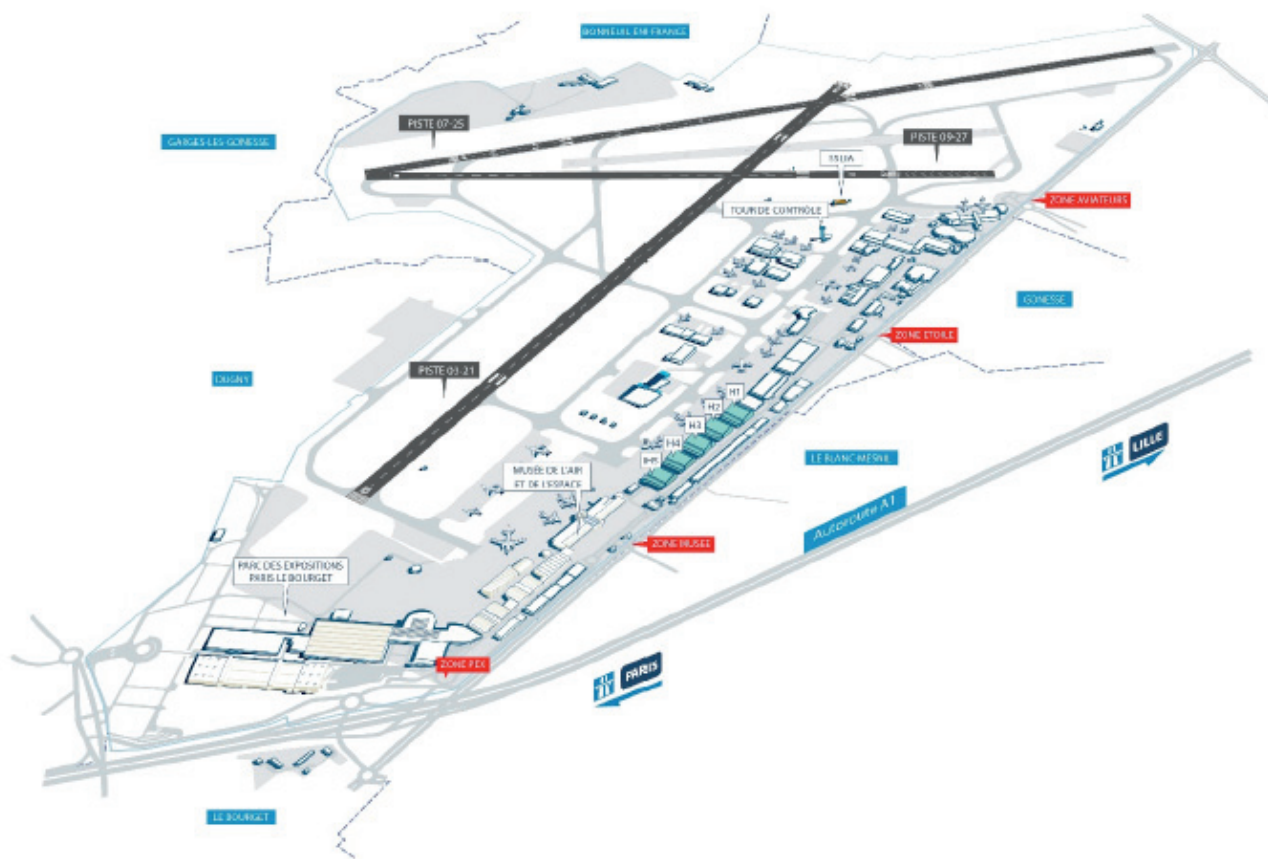 BONNEUIL EN FRANCE
GARGES-LES-GONESSE
PISTE 07-25
PISTE 09-27
SSLIA
ZONE AVIATEURS
TOUR DE CONTRÔLE
GONESSE
ZONE ETOILE
DUGNY
PISTE 03-21
H1
H2
H3
H4
H5
LE BLANC-MESNIL
LILLE
MUSÉE DE L'AIR
ET DE L'ESPACE
Autoroute A1
ZONE MUSEE
PARC DES EXPOSITIONS
PARIS LE BOURGET
ZONE PEX
PARIS
LE BOURGET